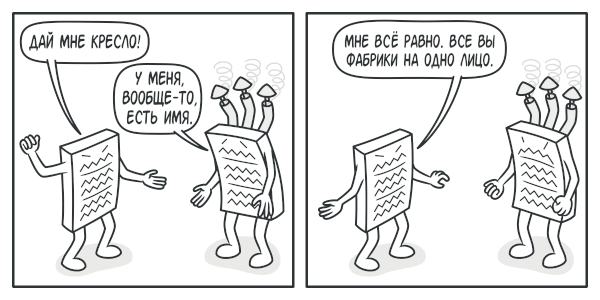 ДАЙ МНЕ КРЕСЛО!
У МЕНЯ,
ВООБЩЕ-ТО,
ЕСТЬ ИМЯ.
МНЕ ВСЁ РАВНО. ВСЕ ВЫ
ФАБРИКИ НА ОДНО ЛИЦО.